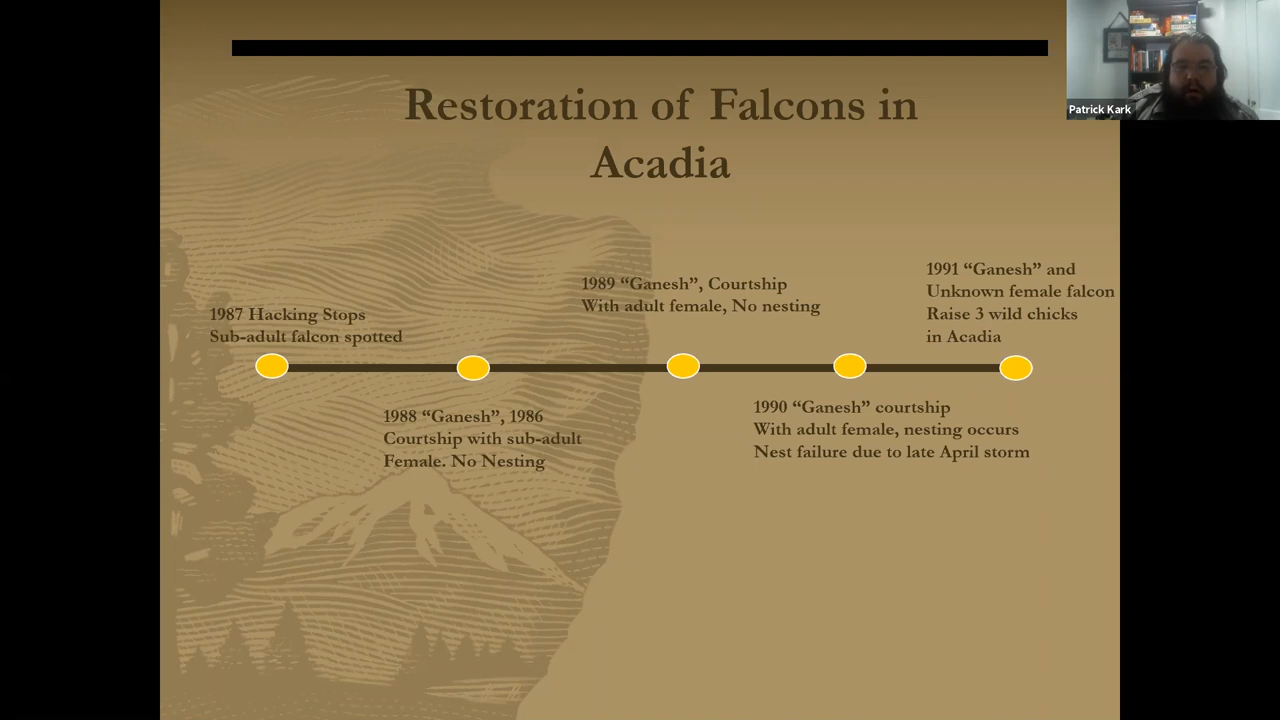 Restoration of Falcons in
Acadia
Patrick Kark
1987 Hacking Stops
Sub-adult falcon spotted
1988 “Ganesh”, 1986
Courtship with sub-adult
Female. No Nesting
1989 “Ganesh”, Courtship
With adult female, No nesting
1990 “Ganesh” courtship
With adult female, nesting occurs
Nest failure due to late April storm
1991 “Ganesh” and
Unknown female falcon
Raise 3 wild chicks
in Acadia